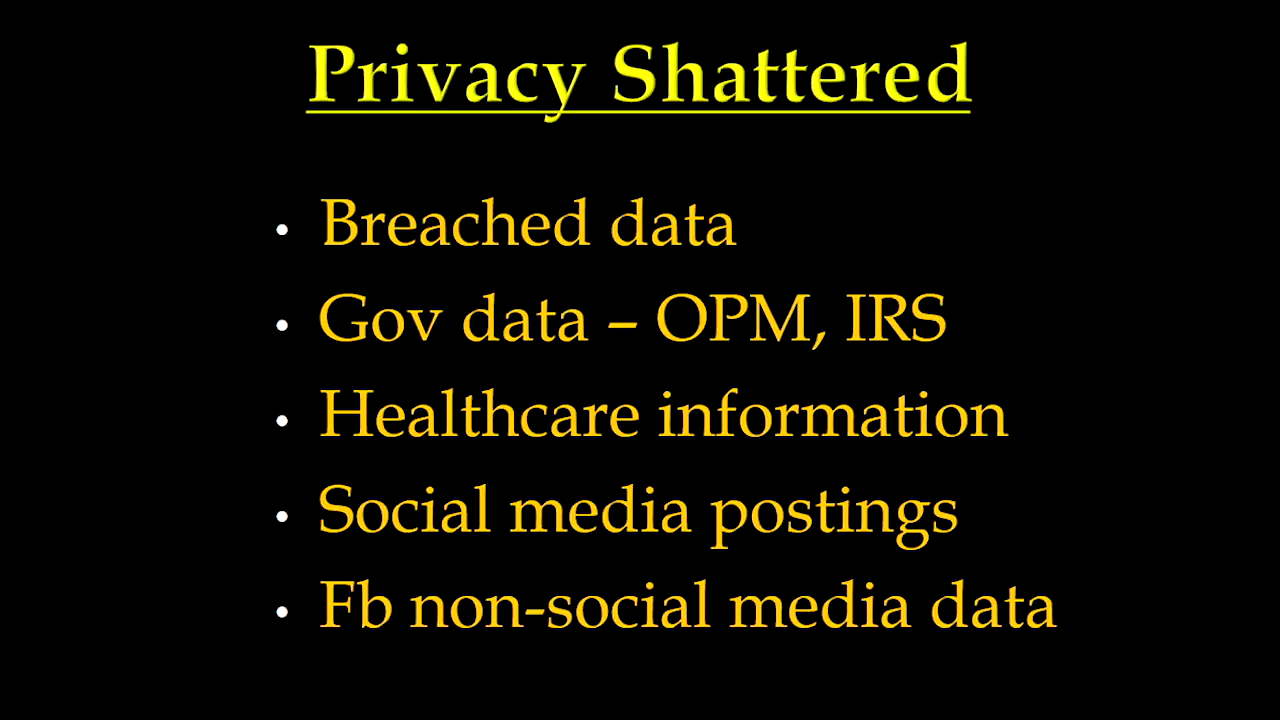 Privacy Shattered
• Breached data
• Gov data – OPM, IRS
• Healthcare information
• Social media postings
• Fb non-social media data